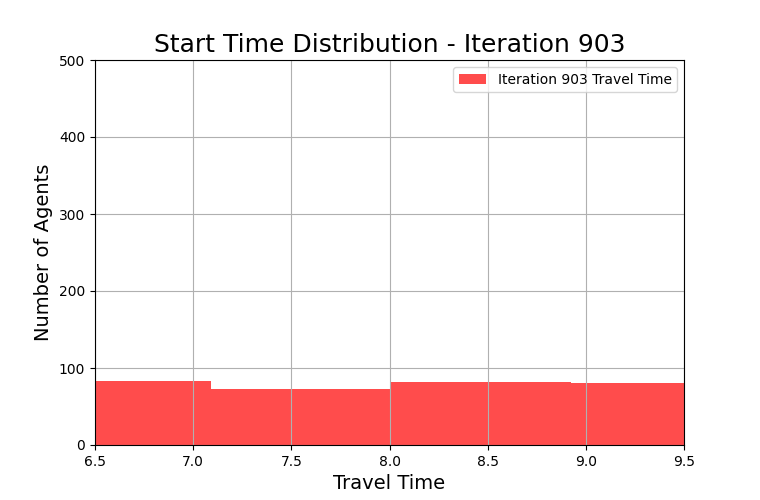 Start Time Distribution - Iteration 903
500
Iteration 903 Travel Time
400
300
200
100
0
Number of Agents
6.5 7.0 7.5 8.0 8.5 9.0 9.5
Travel Time